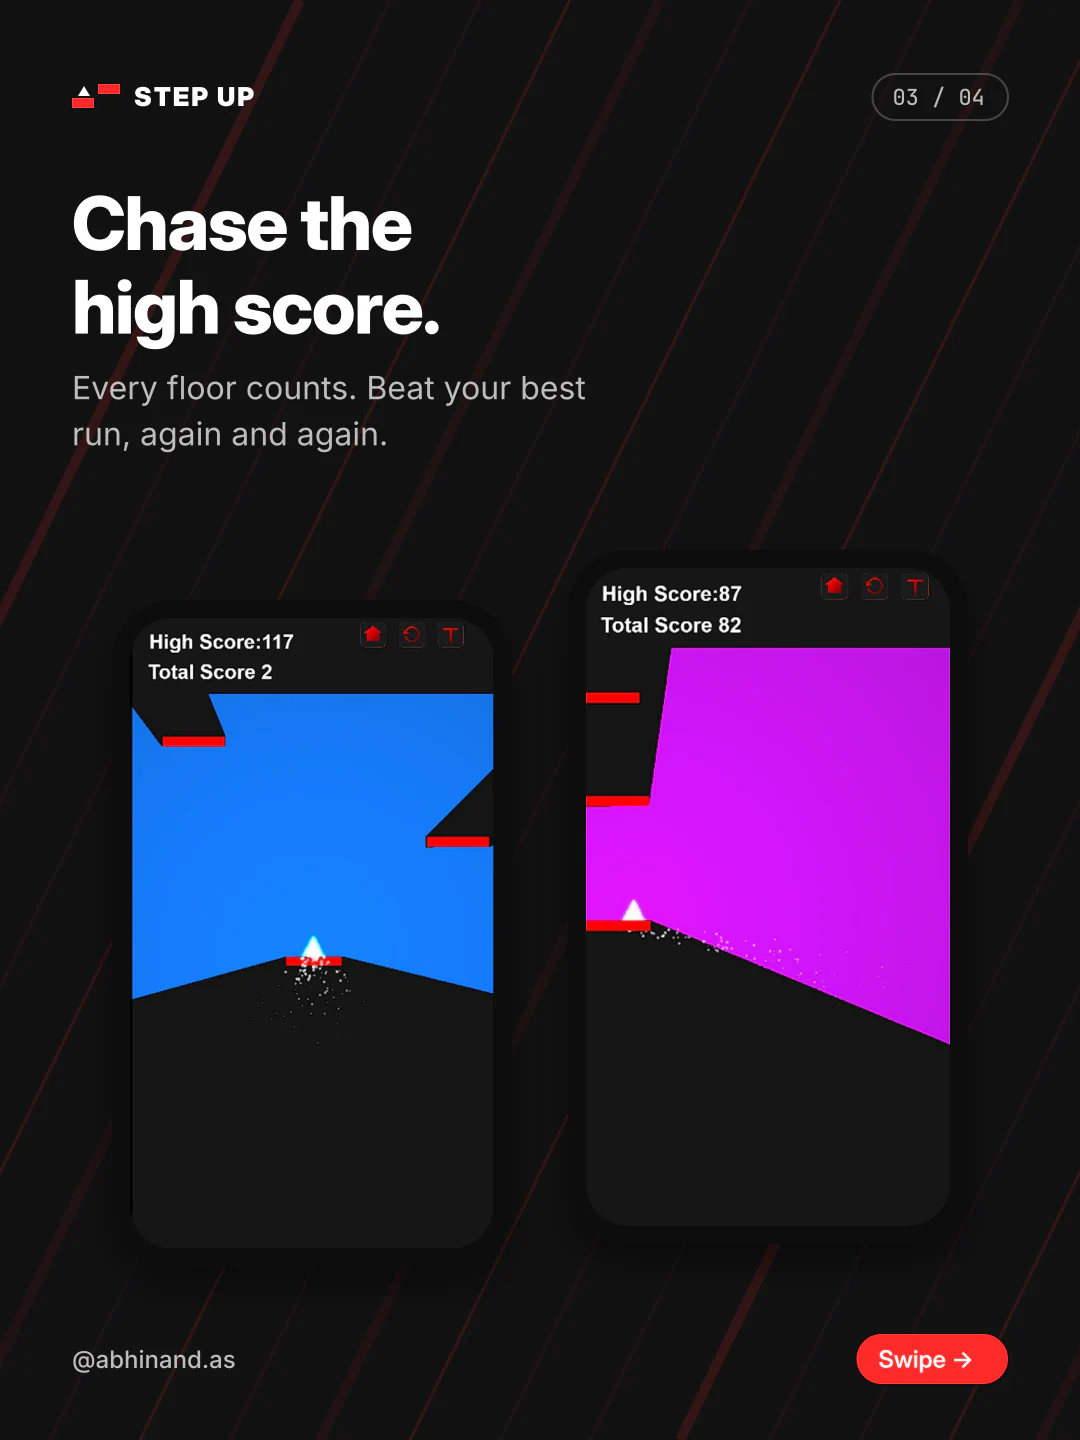 STEP UP
03 / 04
Chase the
high score.
Every floor counts. Beat your best
run, again and again.
High Score:117
Total Score 2
High Score:87
Total Score 82
@abhinand.as
Swipe →